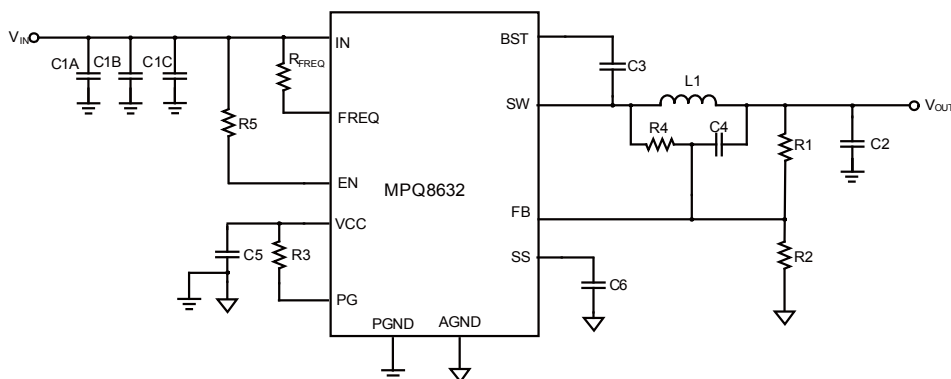 VIN
C1A
C1B
C1C
RFREQ
R5
IN
FREQ
EN
VCC
PG
C5
R3
MPQ8632
PGND
AGND
BST
SW
FB
SS
C3
L1
R4
C4
C6
R1
R2
C2
VOUT